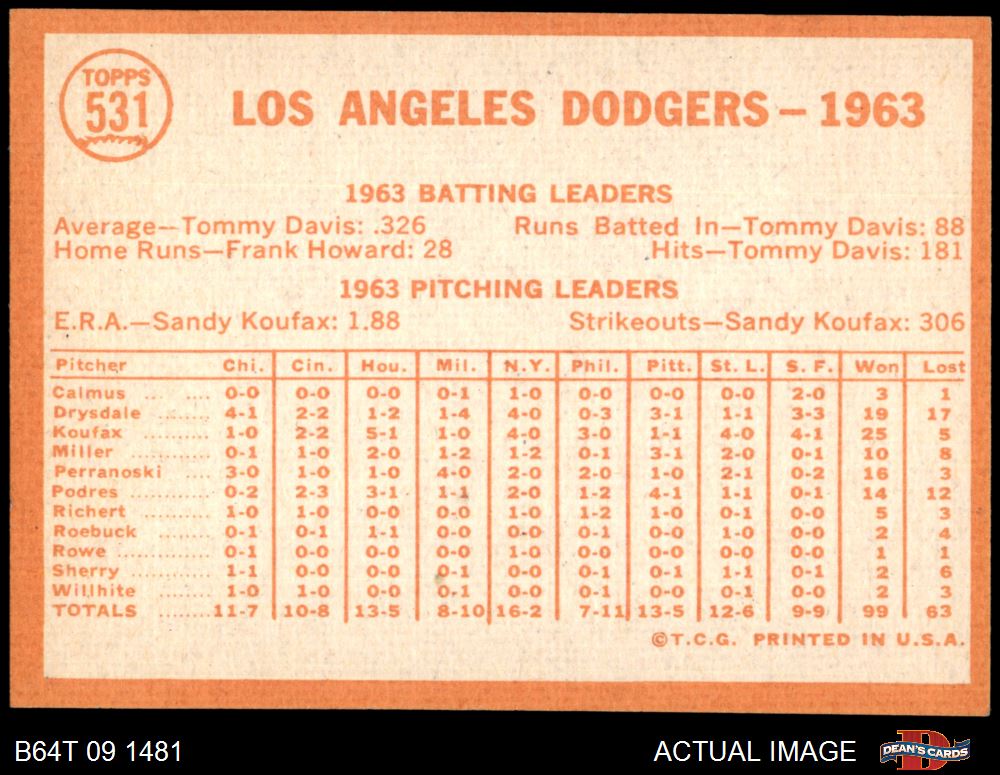 TOPPS
531
LOS ANGELES DODGERS – 1963
1963 BATTING LEADERS
Average—Tommy Davis: .326 Runs Batted In—Tommy Davis: 88
Home Runs—Frank Howard: 28 Hits—Tommy Davis: 181
1963 PITCHING LEADERS
E.R.A.—Sandy Koufax: 1.88 Strikeouts—Sandy Koufax: 306
Pitcher Chi. Cin. Hou. Mil. N.Y. Phil. Pitt. St. L. S. F. Won Lost
Calmus 0-0 0-0 0-0 0-1 1-0 0-0 0-0 0-0 2-0 3 1
Drysdale 4-1 2-2 1-2 1-4 4-0 0-3 3-1 1-1 3-3 19 17
Koufax 1-0 2-2 5-1 1-0 4-0 3-0 1-1 4-0 4-1 25 5
Miller 0-1 1-0 2-0 1-2 1-2 0-1 3-1 2-0 0-1 10 8
Perranoski 3-0 1-0 1-0 4-0 2-0 2-0 1-0 2-1 0-2 16 3
Podres 0-2 2-3 3-1 1-1 2-0 1-2 4-1 1-1 0-1 14 12
Richert 1-0 1-0 0-0 0-0 1-0 1-2 1-0 0-1 0-0 5 3
Roebuck 0-1 0-1 1-1 0-0 0-0 0-1 0-0 1-0 0-0 2 4
Rowe 0-1 0-0 0-0 0-0 1-0 0-0 0-0 0-0 0-0 1 1
Sherry 1-1 0-0 0-0 0-1 0-0 0-1 0-1 1-1 0-1 2 6
Willhite 1-0 1-0 0-0 0-1 0-0 0-1 0-0 0-1 0-0 2 3
TOTALS 11-7 10-8 13-5 8-10 16-2 7-11 13-5 12-6 9-9 99 63
©T.C.G. PRINTED IN U.S.A.
B64T 09 1481 ACTUAL IMAGE DEAN'S CARDS